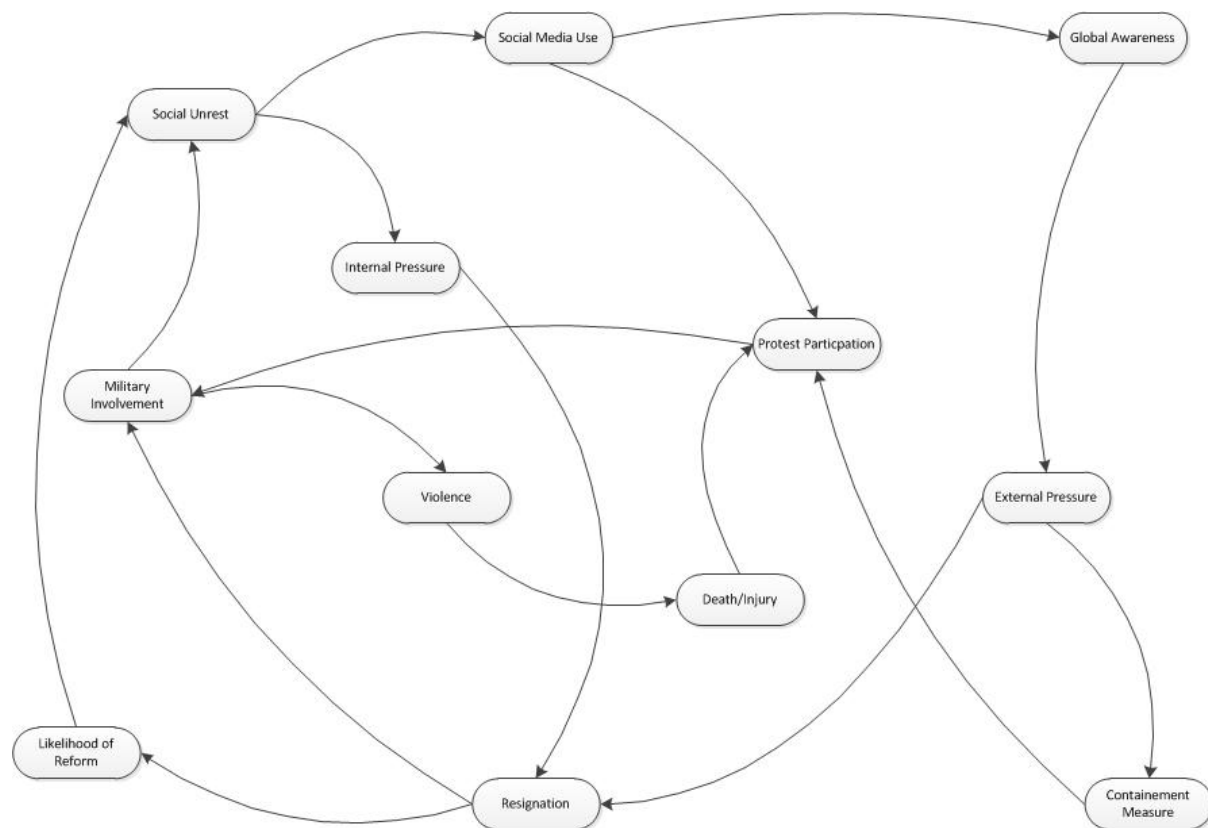 Social Media Use
Global Awareness
Social Unrest
Internal Pressure
Protest Particpation
Military
Involvement
Violence
External Pressure
Death/Injury
Likelihood of
Reform
Resignation
Containement
Measure